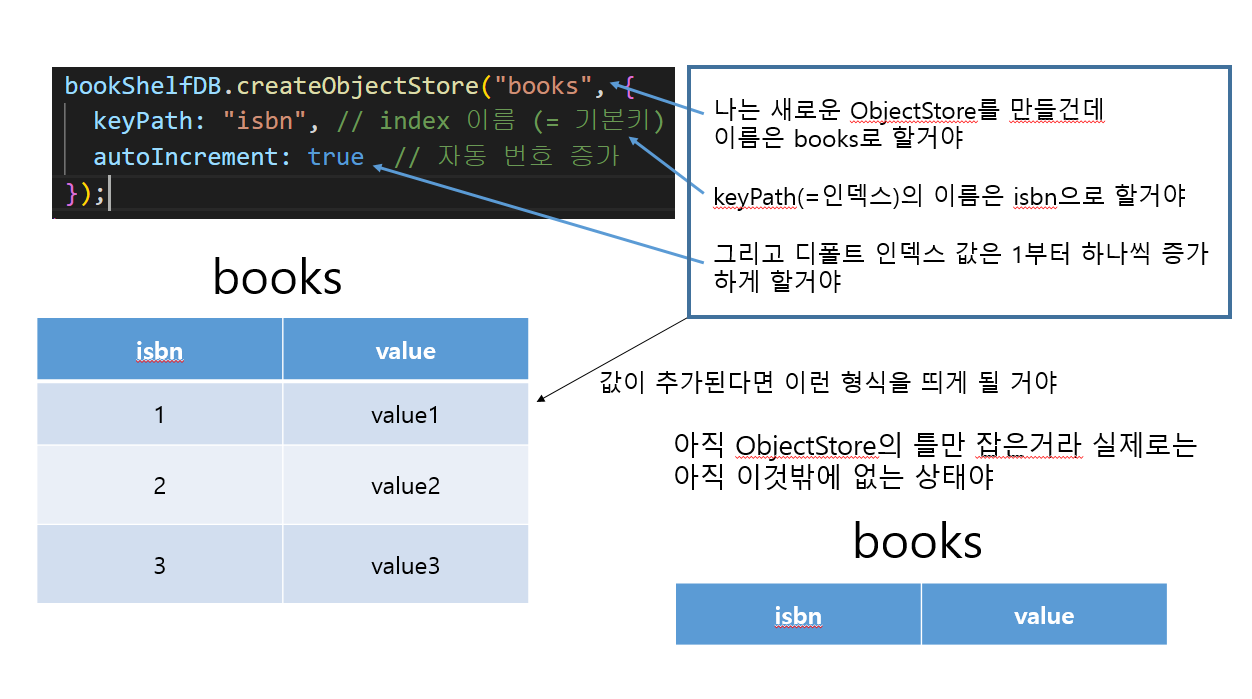 bookShelfDB.createObjectStore("books", {
keyPath: "isbn", // index 이름 (= 기본키)
autoIncrement: true // 자동 번호 증가
});
나는 새로운 ObjectStore를 만들건데
이름은 books로 할거야
keyPath(=인덱스)의 이름은 isbn으로 할거야
그리고 디폴트 인덱스 값은 1부터 하나씩 증가
하게 할거야
books
isbn value
1 value1
2 value2
3 value3
값이 추가된다면 이런 형식을 띄게 될 거야
아직 ObjectStore의 틀만 잡은거라 실제로는
아직 이것밖에 없는 상태야
books
isbn value